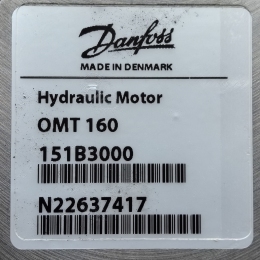 Danfoss
MADE IN DENMARK
Hydraulic Motor
OMT 160
151B3000
N22637417